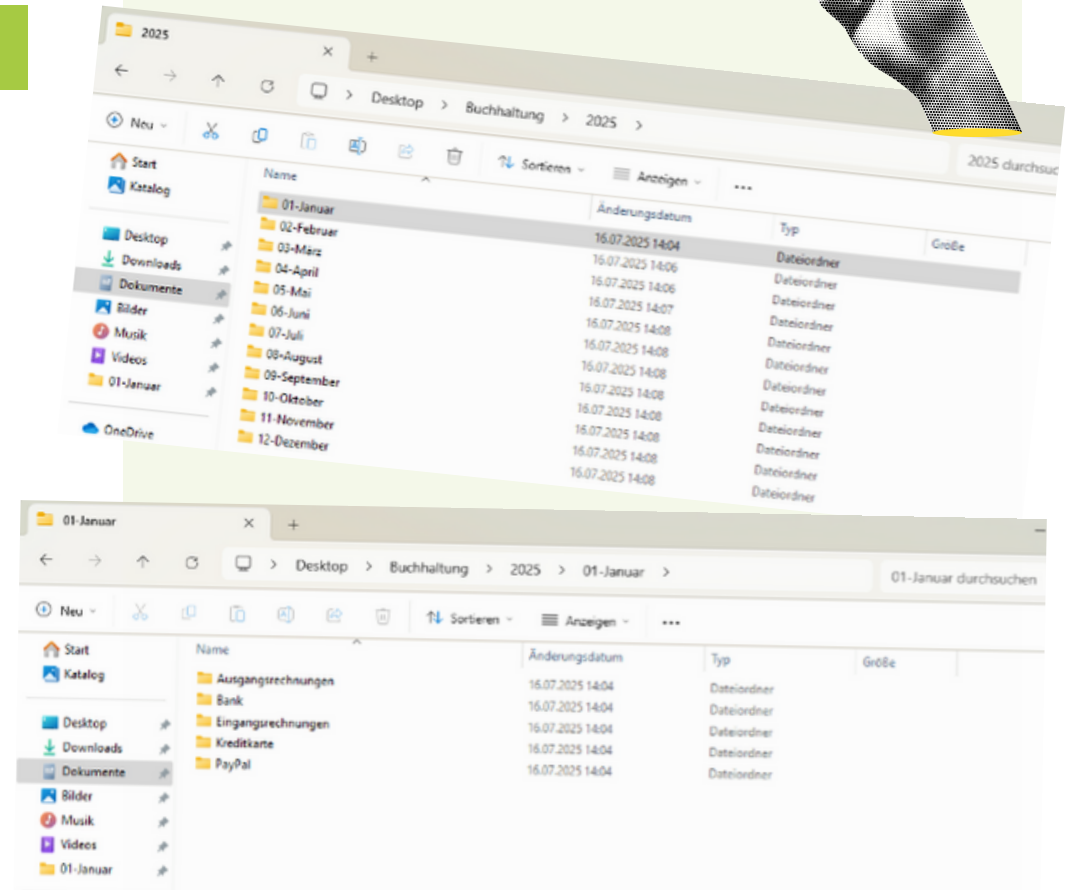 2025
Desktop > Buchhaltung > 2025 >
2025 durchsuc
Neu
Sortieren
Anzeigen
Start
Katalog
Desktop
Downloads
Dokumente
Bilder
Musik
Videos
01-Januar
OneDrive
Name Änderungsdatum Typ Größe
01-Januar 16.07.2025 14:04 Dateiordner
02-Februar 16.07.2025 14:06 Dateiordner
03-März 16.07.2025 14:06 Dateiordner
04-April 16.07.2025 14:07 Dateiordner
05-Mai 16.07.2025 14:08 Dateiordner
06-Juni 16.07.2025 14:08 Dateiordner
07-Juli 16.07.2025 14:08 Dateiordner
08-August 16.07.2025 14:08 Dateiordner
09-September 16.07.2025 14:08 Dateiordner
10-Oktober 16.07.2025 14:08 Dateiordner
11-November 16.07.2025 14:08 Dateiordner
12-Dezember 16.07.2025 14:08 Dateiordner
01-Januar
Desktop > Buchhaltung > 2025 > 01-Januar >
01-Januar durchsuchen
Neu
Sortieren
Anzeigen
Start
Katalog
Desktop
Downloads
Dokumente
Bilder
Musik
Videos
01-Januar
Name Änderungsdatum Typ Größe
Ausgangsrechnungen 16.07.2025 14:04 Dateiordner
Bank 16.07.2025 14:04 Dateiordner
Eingangsrechnungen 16.07.2025 14:04 Dateiordner
Kreditkarte 16.07.2025 14:04 Dateiordner
PayPal 16.07.2025 14:04 Dateiordner